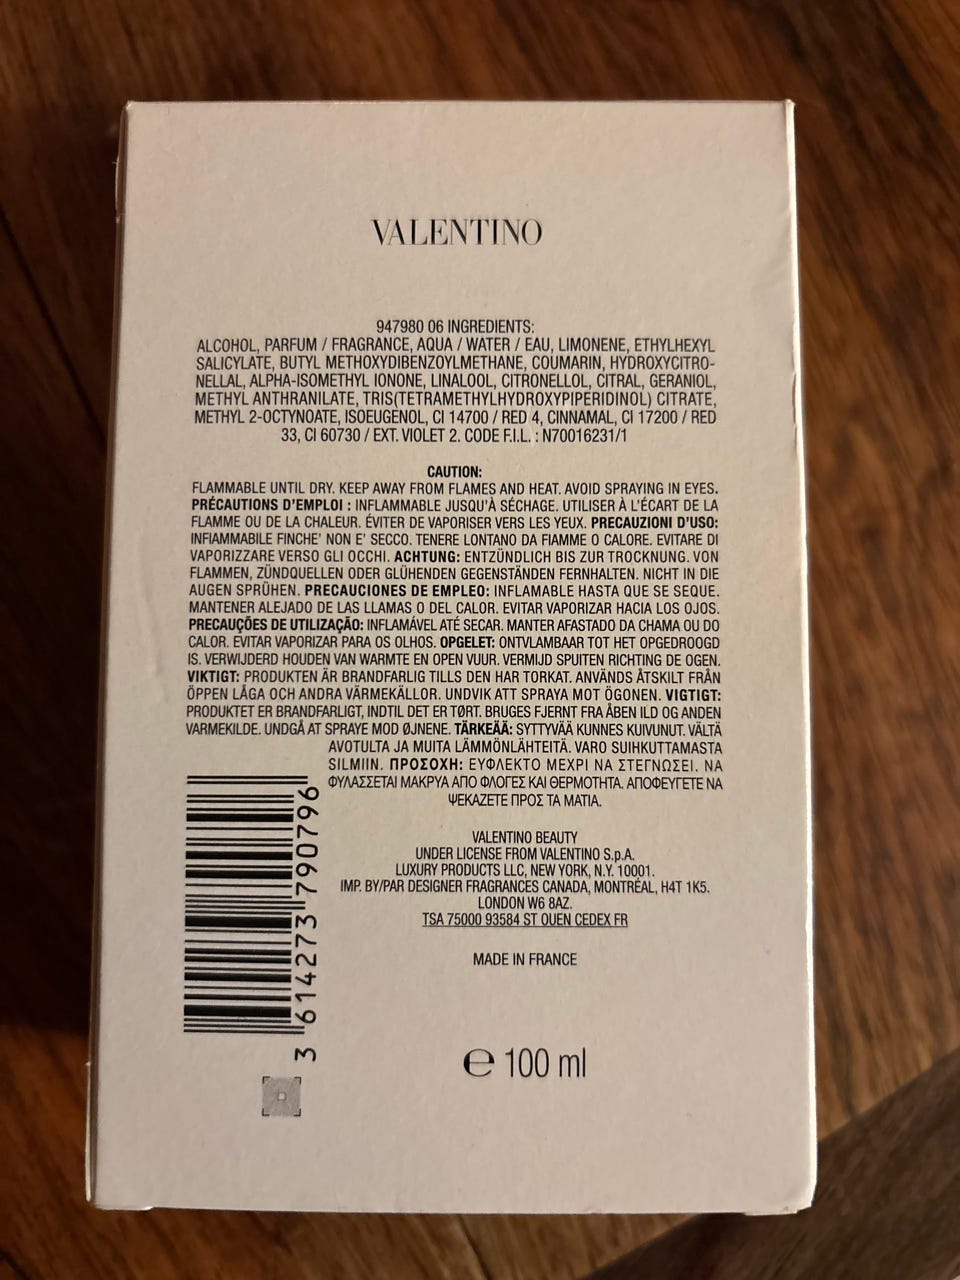 VALENTINO
947980 06 INGREDIENTS:
ALCOHOL, PARFUM / FRAGRANCE, AQUA / WATER / EAU, LIMONENE, ETHYLHEXYL
SALICYLATE, BUTYL METHOXYDIBENZOYLMETHANE, COUMARIN, HYDROXYCITRO-
NELLAL, ALPHA-ISOMETHYL IONONE, LINALOOL, CITRONELLOL, CITRAL, GERANIOL,
METHYL ANTHRANILATE, TRIS(TETRAMETHYLHYDROXYPIPERIDINOL) CITRATE,
METHYL 2-OCTYNOATE, ISOEUGENOL, CI 14700 / RED 4, CINNAMAL, CI 17200 / RED
33, CI 60730 / EXT. VIOLET 2. CODE F.I.L. : N70016231/1
CAUTION:
FLAMMABLE UNTIL DRY. KEEP AWAY FROM FLAMES AND HEAT. AVOID SPRAYING IN EYES.
PRÉCAUTIONS D'EMPLOI : INFLAMMABLE JUSQU'À SÉCHAGE. UTILISER À L'ÉCART DE LA
FLAMME OU DE LA CHALEUR. ÉVITER DE VAPORISER VERS LES YEUX. PRECAUZIONI D'USO:
INFIAMMABILE FINCHE' NON E' SECCO. TENERE LONTANO DA FIAMME O CALORE. EVITARE DI
VAPORIZZARE VERSO GLI OCCHI. ACHTUNG: ENTZÜNDLICH BIS ZUR TROCKNUNG. VON
FLAMMEN, ZÜNDQUELLEN ODER GLÜHENDEN GEGENSTÄNDEN FERNHALTEN. NICHT IN DIE
AUGEN SPRÜHEN. PRECAUCIONES DE EMPLEO: INFLAMABLE HASTA QUE SE SEQUE.
MANTENER ALEJADO DE LAS LLAMAS O DEL CALOR. EVITAR VAPORIZAR HACIA LOS OJOS.
PRECAUÇÕES DE UTILIZAÇÃO: INFLAMÁVEL ATÉ SECAR. MANTER AFASTADO DA CHAMA OU DO
CALOR. EVITAR VAPORIZAR PARA OS OLHOS. OPGELET: ONTVLAMBAAR TOT HET OPGEDROOGD
IS. VERWIJDERD HOUDEN VAN WARMTE EN OPEN VUUR. VERMIJD SPUITEN RICHTING DE OGEN.
VIKTIGT: PRODUKTEN ÄR BRANDFARLIG TILLS DEN HAR TORKAT. ANVÄNDS ÅTSKILT FRÅN
ÖPPEN LÅGA OCH ANDRA VÄRMEKÄLLOR. UNDVIK ATT SPRAYA MOT ÖGONEN. VIGTIGT:
PRODUKTET ER BRANDFARLIGT, INDTIL DET ER TØRT. BRUGES FJERNT FRA ÅBEN ILD OG ANDEN
VARMEKILDE. UNDGÅ AT SPRAYE MOD ØJNENE. TÄRKEÄÄ: SYTTYVÄÄ KUNNES KUIVUNUT. VÄLTÄ
AVOTULTA JA MUITA LÄMMÖNLÄHTEITÄ. VARO SUIHKUTTAMASTA
SILMIIN. ΠΡΟΣΟΧΗ: ΕΥΦΛΕΚΤΟ ΜΕΧΡΙ ΝΑ ΣΤΕΓΝΩΣΕΙ. ΝΑ
ΦΥΛΑΣΣΕΤΑΙ ΜΑΚΡΥΑ ΑΠΟ ΦΛΟΓΕΣ ΚΑΙ ΘΕΡΜΟΤΗΤΑ. ΑΠΟΦΕΥΓΕΤΕ ΝΑ
ΨΕΚΑΖΕΤΕ ΠΡΟΣ ΤΑ ΜΑΤΙΑ.
VALENTINO BEAUTY
UNDER LICENSE FROM VALENTINO S.p.A.
LUXURY PRODUCTS LLC, NEW YORK, N.Y. 10001.
IMP. BY/PAR DESIGNER FRAGRANCES CANADA, MONTRÉAL, H4T 1K5.
LONDON W6 8AZ.
TSA 75000 93584 ST OUEN CEDEX FR
MADE IN FRANCE
℮ 100 ml
3 614273 790796